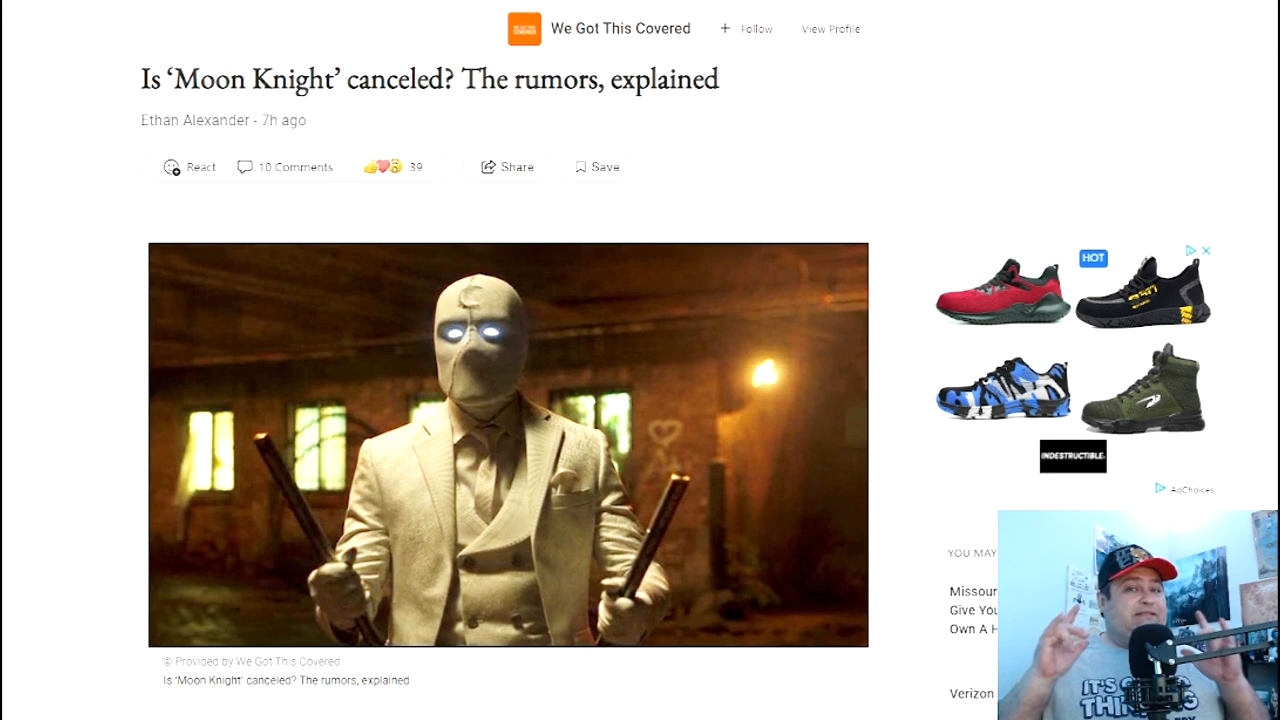 We Got This Covered
+ Follow
View Profile
Is ‘Moon Knight’ canceled? The rumors, explained
Ethan Alexander - 7h ago
React
10 Comments
39
Share
Save
HOT
INDESTRUCTIBLE.
AdChoices
© Provided by We Got This Covered
Is ‘Moon Knight’ canceled? The rumors, explained
YOU MAY
Missour
Give You
Own A H
Verizon
IT'S